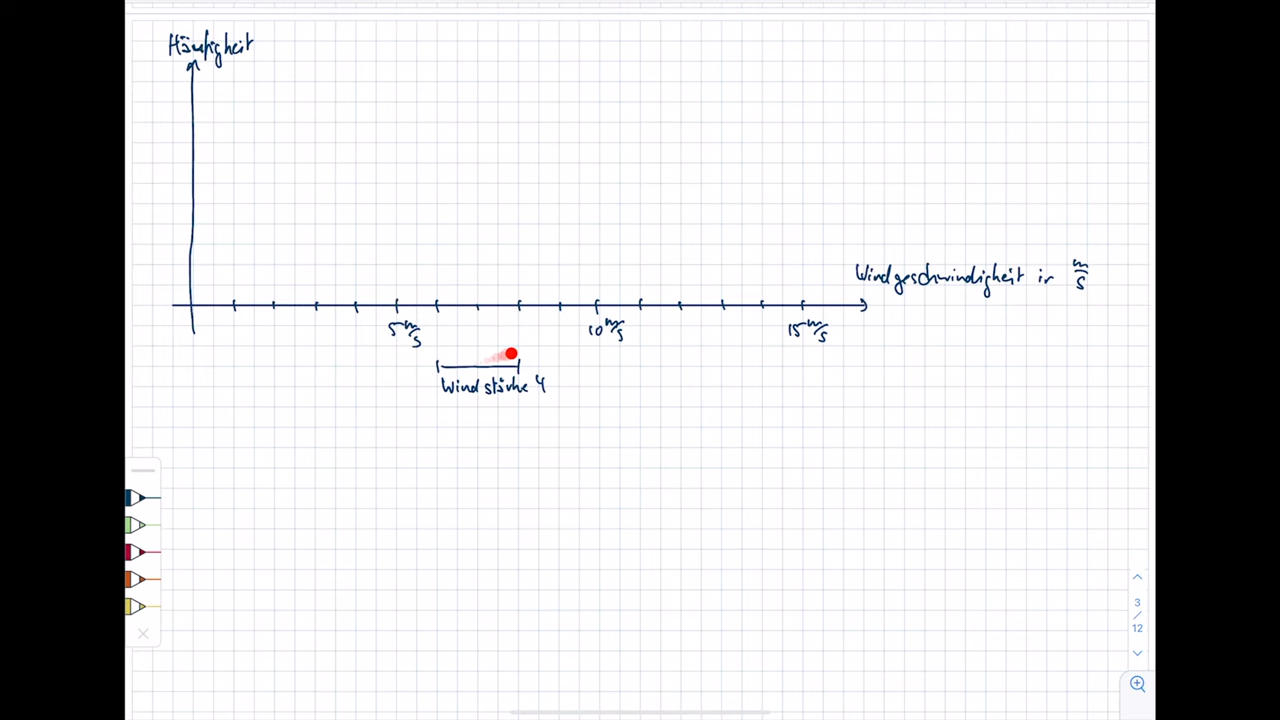 Häufigkeit
Windgeschwindigkeit in m/s
5 m/s
10 m/s
15 m/s
Windstärke 4
3
/
12